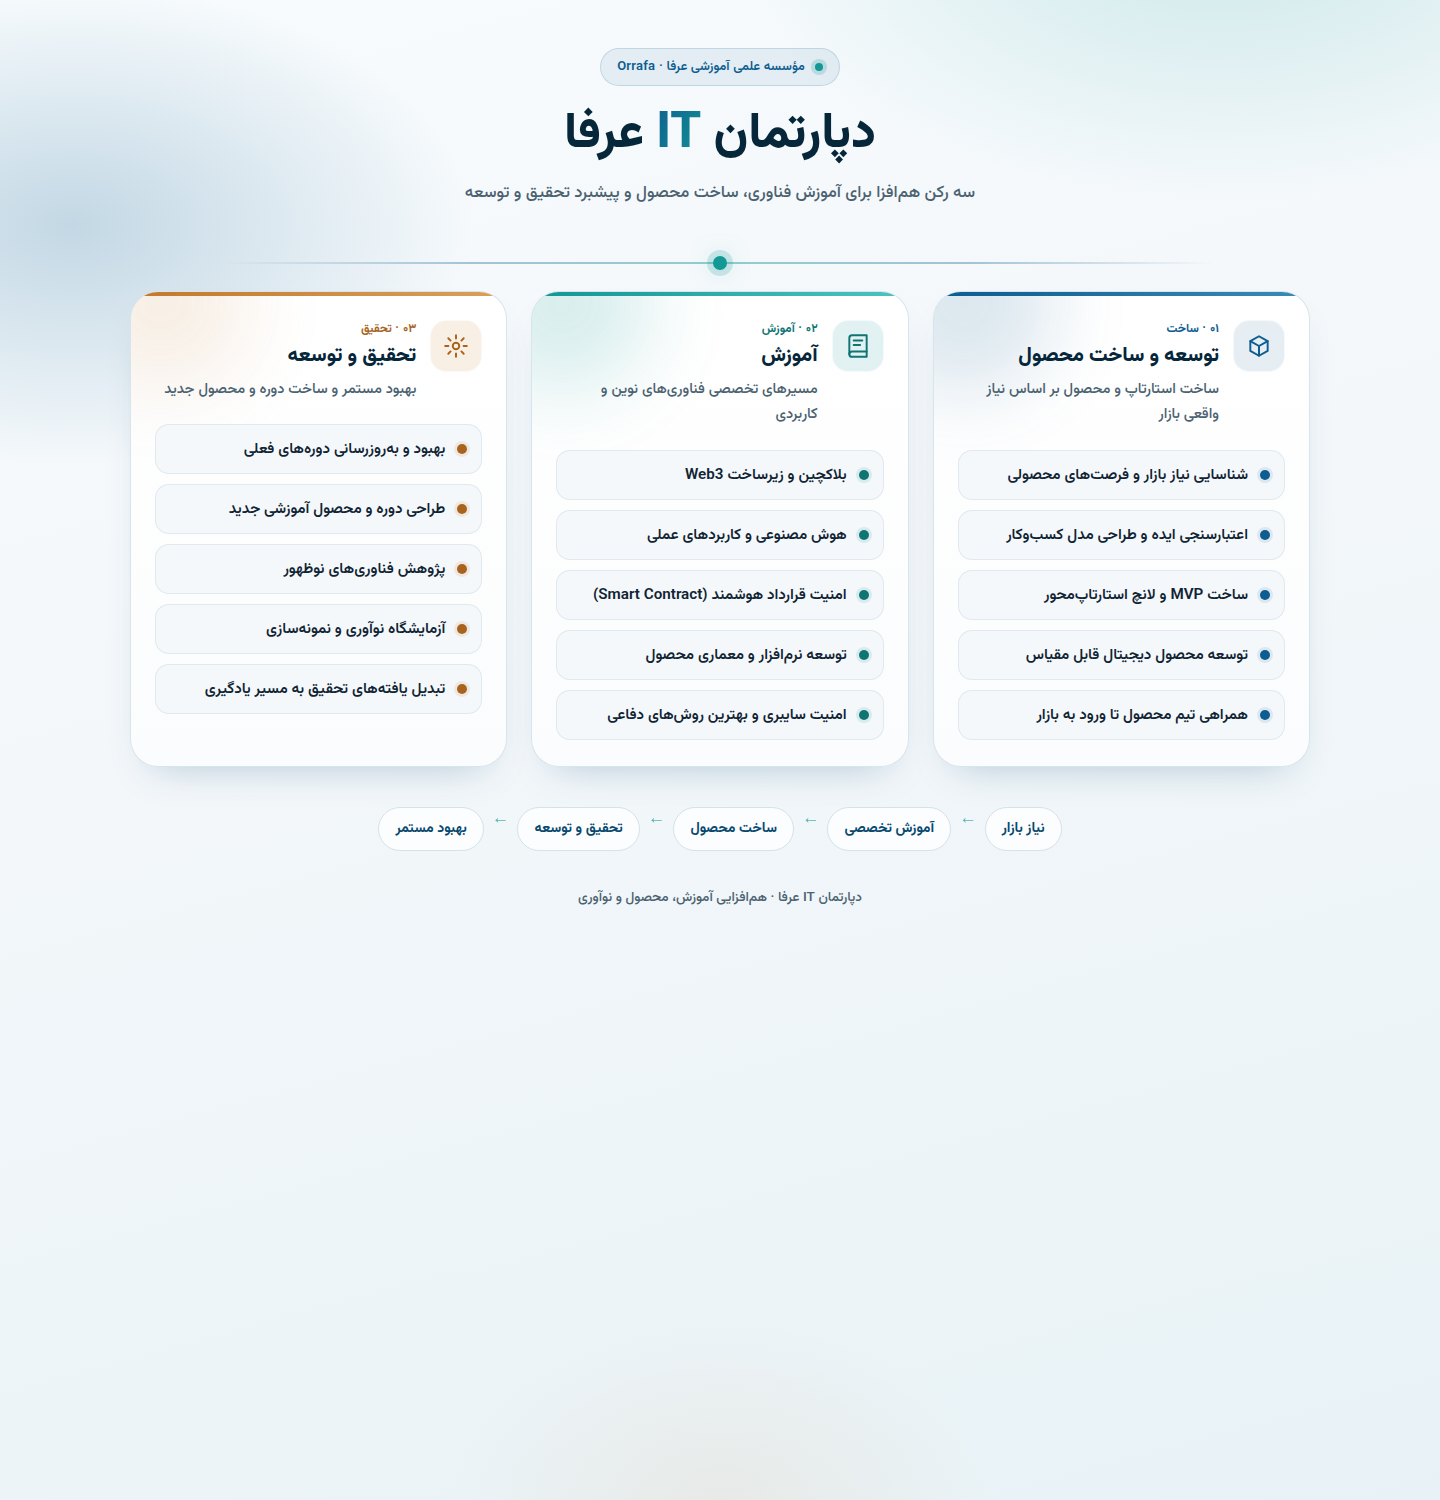 مؤسسه علمی آموزشی عرفا · Orrafa
دپارتمان IT عرفا
سه رکن هم‌افزا برای آموزش فناوری، ساخت محصول و پیشبرد تحقیق و توسعه
۰۱ · ساخت
توسعه و ساخت محصول
ساخت استارتاپ و محصول بر اساس نیاز
واقعی بازار
شناسایی نیاز بازار و فرصت‌های محصولی
اعتبارسنجی ایده و طراحی مدل کسب‌وکار
ساخت MVP و لانچ استارتاپ‌محور
توسعه محصول دیجیتال قابل مقیاس
همراهی تیم محصول تا ورود به بازار
۰۲ · آموزش
آموزش
مسیرهای تخصصی فناوری‌های نوین و
کاربردی
بلاکچین و زیرساخت Web3
هوش مصنوعی و کاربردهای عملی
امنیت قرارداد هوشمند (Smart Contract)
توسعه نرم‌افزار و معماری محصول
امنیت سایبری و بهترین روش‌های دفاعی
۰۳ · تحقیق
تحقیق و توسعه
بهبود مستمر و ساخت دوره و محصول جدید
بهبود و به‌روزرسانی دوره‌های فعلی
طراحی دوره و محصول آموزشی جدید
پژوهش فناوری‌های نوظهور
آزمایشگاه نوآوری و نمونه‌سازی
تبدیل یافته‌های تحقیق به مسیر یادگیری
نیاز بازار ← آموزش تخصصی ← ساخت محصول ← تحقیق و توسعه ← بهبود مستمر
دپارتمان IT عرفا · هم‌افزایی آموزش، محصول و نوآوری